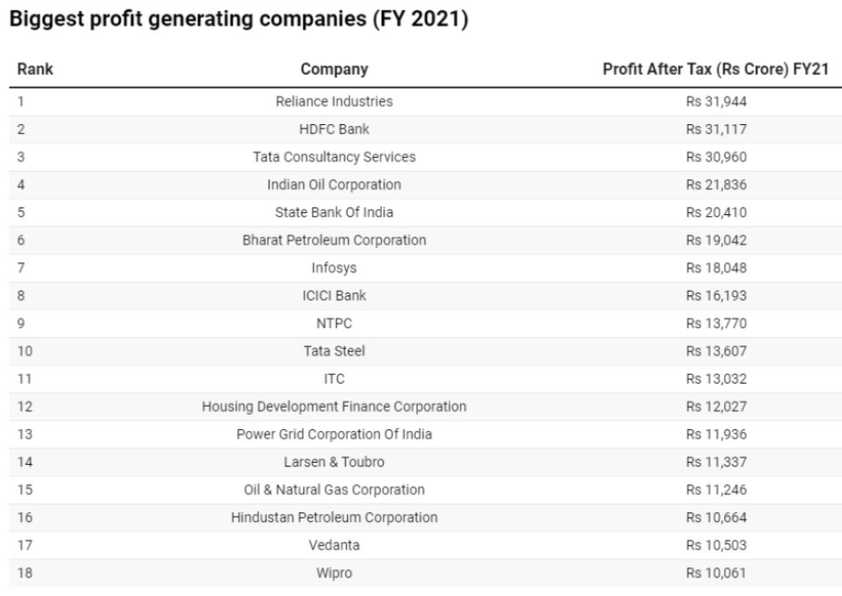 Biggest profit generating companies (FY 2021)
Rank Company Profit After Tax (Rs Crore) FY21
1 Reliance Industries Rs 31,944
2 HDFC Bank Rs 31,117
3 Tata Consultancy Services Rs 30,960
4 Indian Oil Corporation Rs 21,836
5 State Bank Of India Rs 20,410
6 Bharat Petroleum Corporation Rs 19,042
7 Infosys Rs 18,048
8 ICICI Bank Rs 16,193
9 NTPC Rs 13,770
10 Tata Steel Rs 13,607
11 ITC Rs 13,032
12 Housing Development Finance Corporation Rs 12,027
13 Power Grid Corporation Of India Rs 11,936
14 Larsen & Toubro Rs 11,337
15 Oil & Natural Gas Corporation Rs 11,246
16 Hindustan Petroleum Corporation Rs 10,664
17 Vedanta Rs 10,503
18 Wipro Rs 10,061